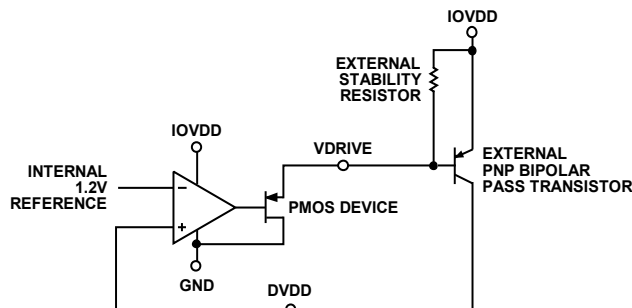 IOVDD
EXTERNAL
STABILITY
RESISTOR
IOVDD
VDRIVE
EXTERNAL
PNP BIPOLAR
PASS TRANSISTOR
INTERNAL
1.2V
REFERENCE
−
+
PMOS DEVICE
GND
DVDD